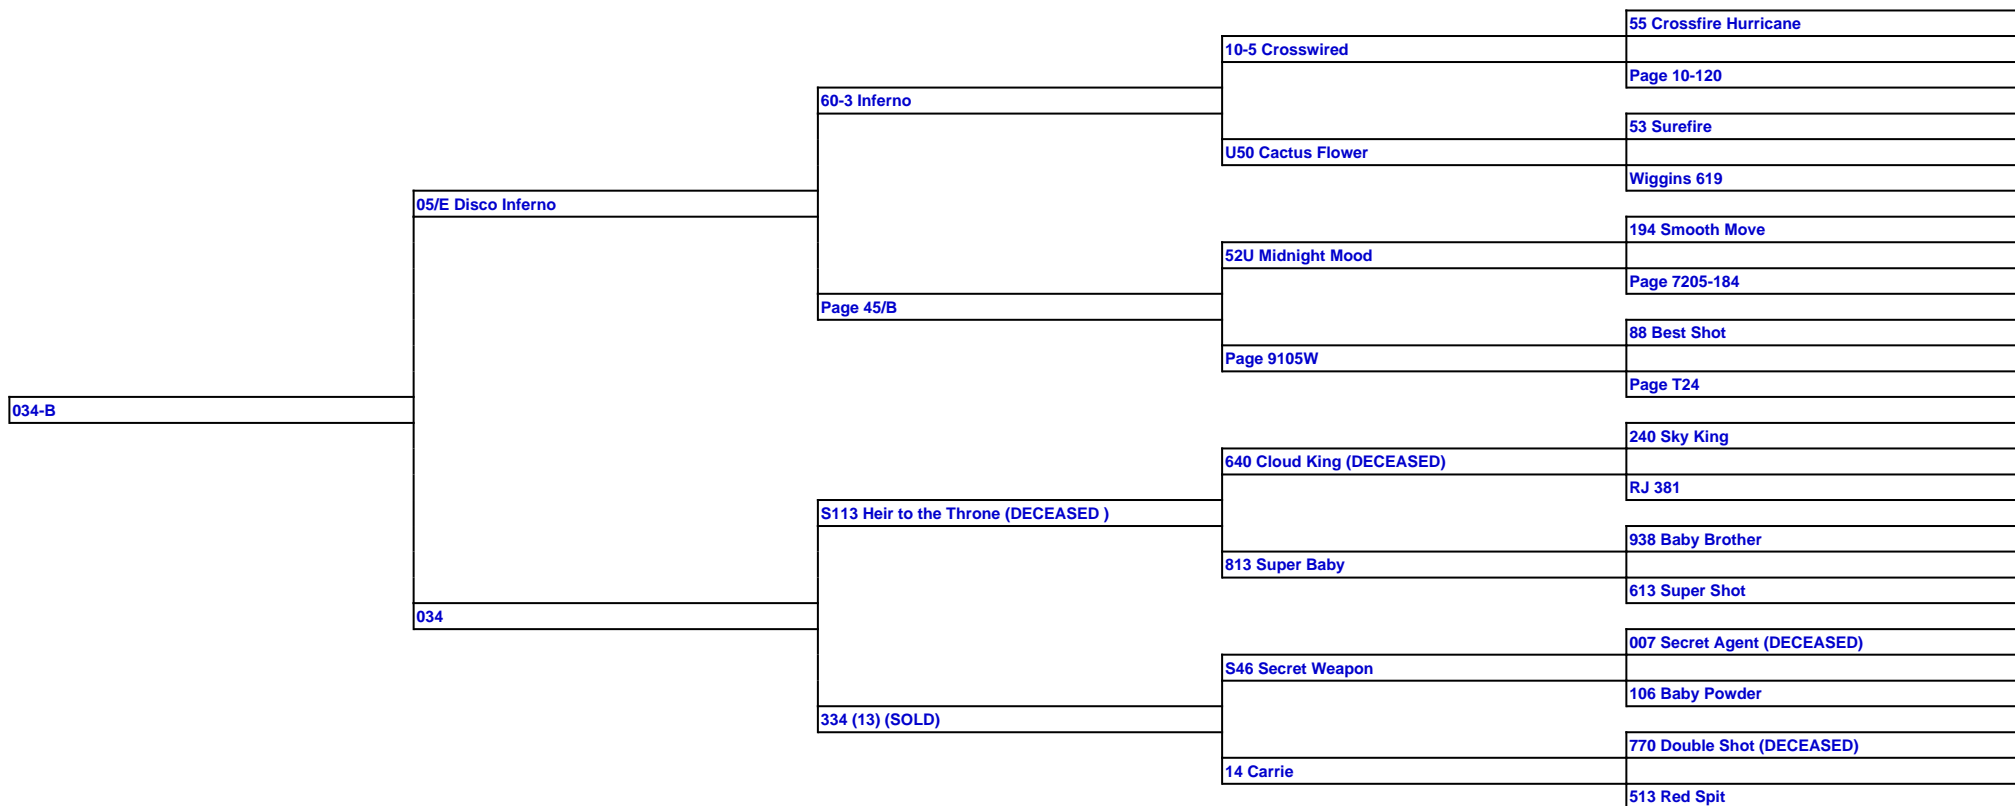 55 Crossfire Hurricane
10-5 Crosswired
Page 10-120
60-3 Inferno
53 Surefire
U50 Cactus Flower
Wiggins 619
05/E Disco Inferno
194 Smooth Move
52U Midnight Mood
Page 7205-184
Page 45/B
88 Best Shot
Page 9105W
Page T24
034-B
240 Sky King
640 Cloud King (DECEASED)
RJ 381
S113 Heir to the Throne (DECEASED )
938 Baby Brother
813 Super Baby
613 Super Shot
034
007 Secret Agent (DECEASED)
S46 Secret Weapon
106 Baby Powder
334 (13) (SOLD)
770 Double Shot (DECEASED)
14 Carrie
513 Red Spit